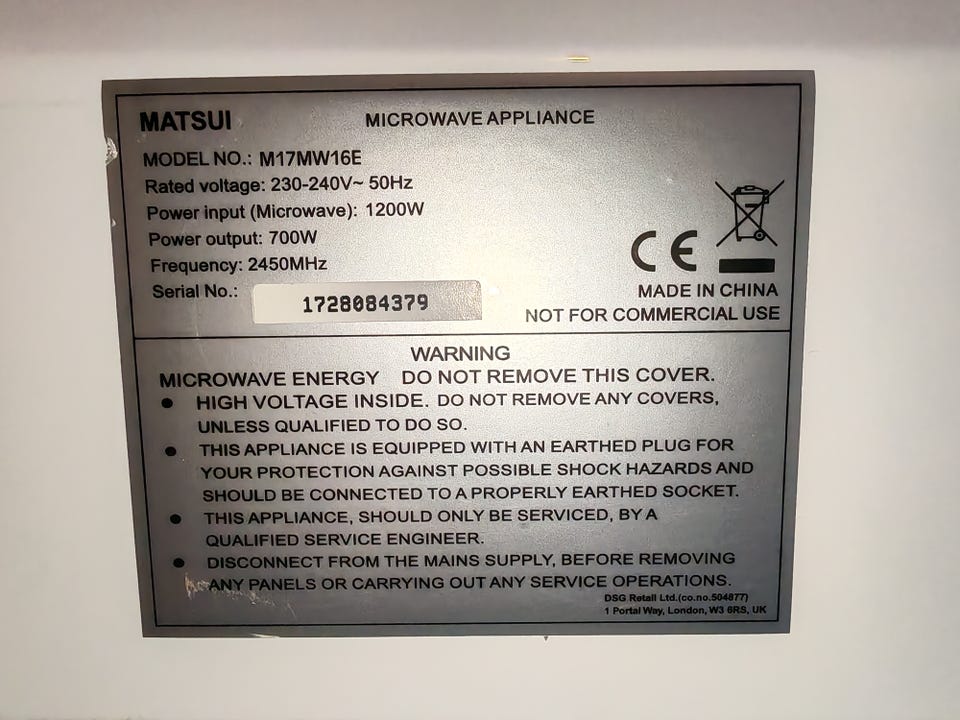 MATSUI MICROWAVE APPLIANCE
MODEL NO.: M17MW16E
Rated voltage: 230-240V~ 50Hz
Power input (Microwave): 1200W
Power output: 700W
Frequency: 2450MHz
Serial No.: 1728084379
CE
MADE IN CHINA
NOT FOR COMMERCIAL USE
WARNING
MICROWAVE ENERGY DO NOT REMOVE THIS COVER.
● HIGH VOLTAGE INSIDE. DO NOT REMOVE ANY COVERS,
UNLESS QUALIFIED TO DO SO.
● THIS APPLIANCE IS EQUIPPED WITH AN EARTHED PLUG FOR
YOUR PROTECTION AGAINST POSSIBLE SHOCK HAZARDS AND
SHOULD BE CONNECTED TO A PROPERLY EARTHED SOCKET.
● THIS APPLIANCE, SHOULD ONLY BE SERVICED, BY A
QUALIFIED SERVICE ENGINEER.
● DISCONNECT FROM THE MAINS SUPPLY, BEFORE REMOVING
ANY PANELS OR CARRYING OUT ANY SERVICE OPERATIONS.
DSG Retail Ltd.(co.no.504877)
1 Portal Way, London, W3 6RS, UK